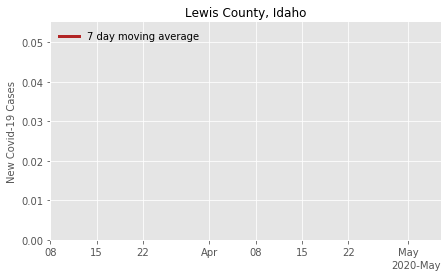 Lewis County, Idaho
7 day moving average
New Covid-19 Cases
0.05
0.04
0.03
0.02
0.01
0.00
08 15 22 Apr 08 15 22 May
2020-May